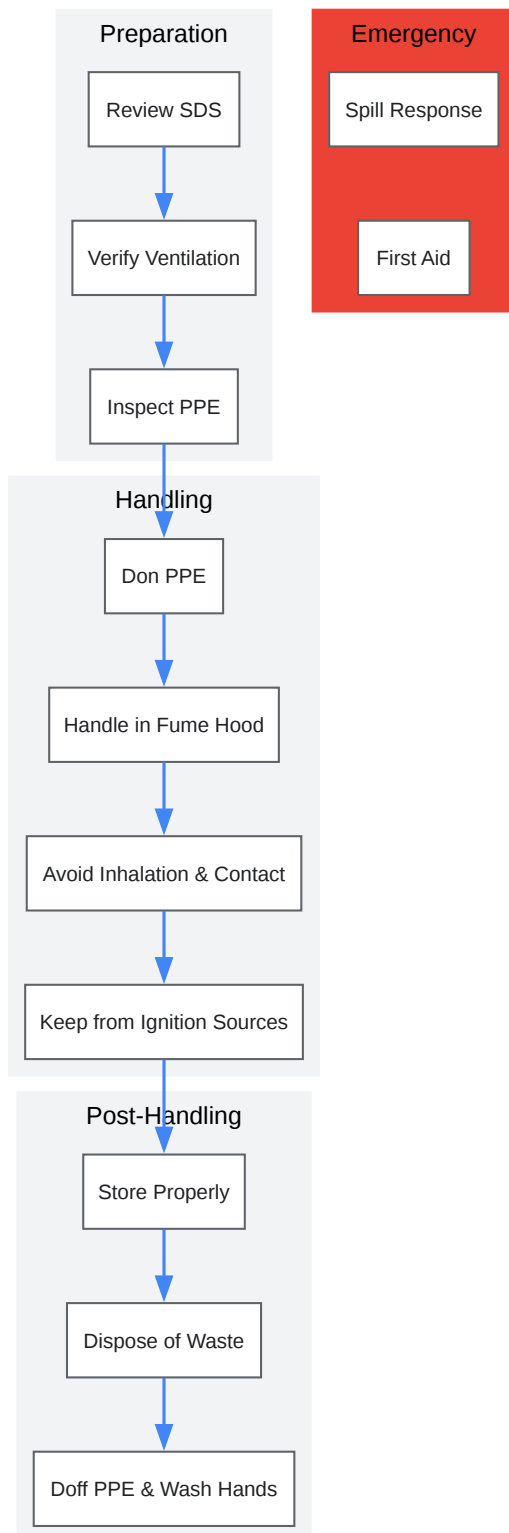 Preparation
Review SDS
Verify Ventilation
Inspect PPE
Handling
Don PPE
Handle in Fume Hood
Avoid Inhalation & Contact
Keep from Ignition Sources
Post-Handling
Store Properly
Dispose of Waste
Doff PPE & Wash Hands
Emergency
Spill Response
First Aid